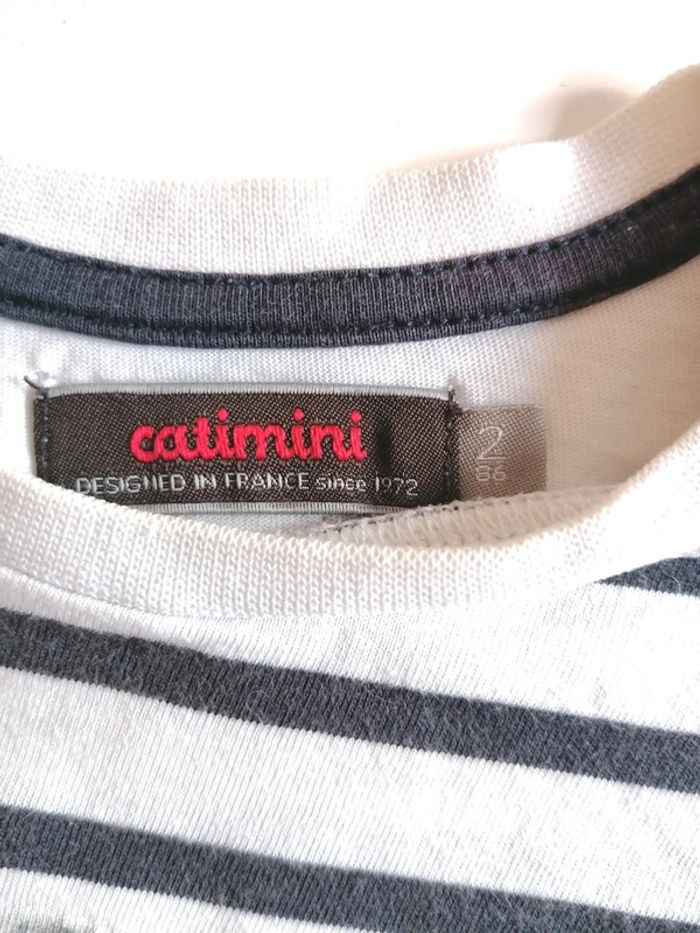 catimini
DESIGNED IN FRANCE since 1972
2
86